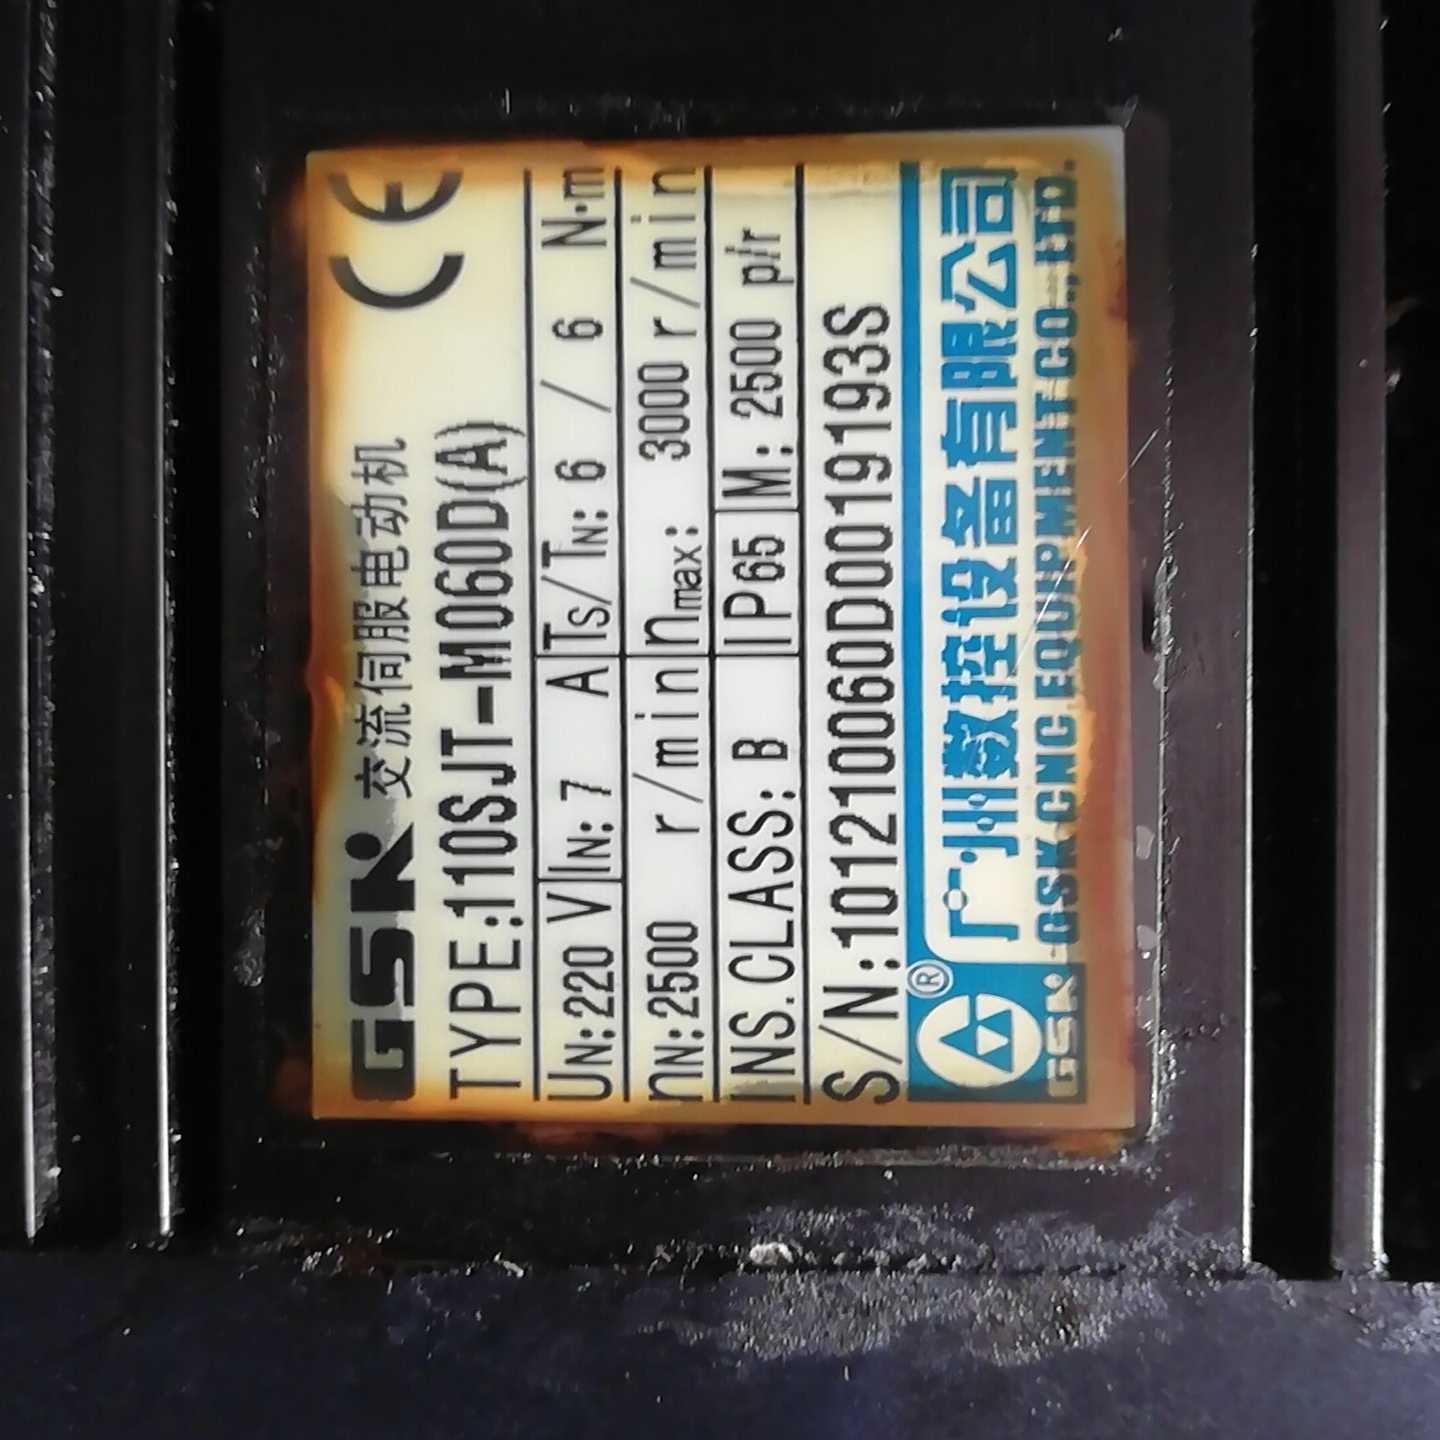 GSK 交流伺服电动机 CE
TYPE:110SJT-M060D(A)
UN:220 V IN: 7 A TS/TN: 6 / 6 N·m
nN:2500 r/min nmax: 3000 r/min
INS.CLASS: B IP65 M: 2500 p/r
S/N:101210060D0019193S
® 广州数控设备有限公司
GSK GSK CNC EQUIPMENT CO., LTD.